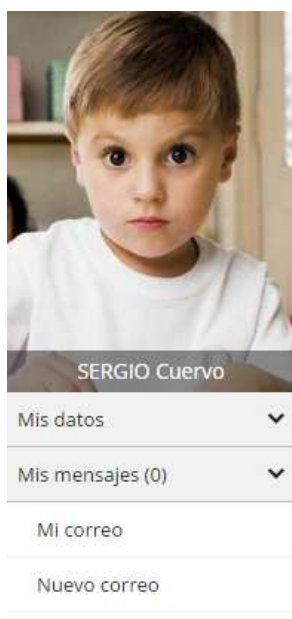 SERGIO Cuervo
Mis datos
Mis mensajes (0)
Mi correo
Nuevo correo